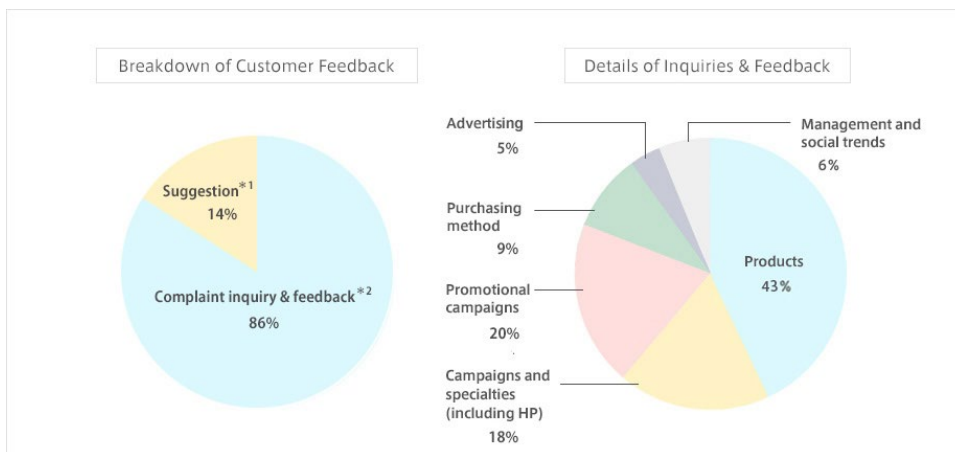 Breakdown of Customer Feedback
Suggestion*1
14%
Complaint inquiry & feedback*2
86%
Details of Inquiries & Feedback
Advertising
5%
Management and
social trends
6%
Purchasing
method
9%
Products
43%
Promotional
campaigns
20%
Campaigns and
specialties
(including HP)
18%